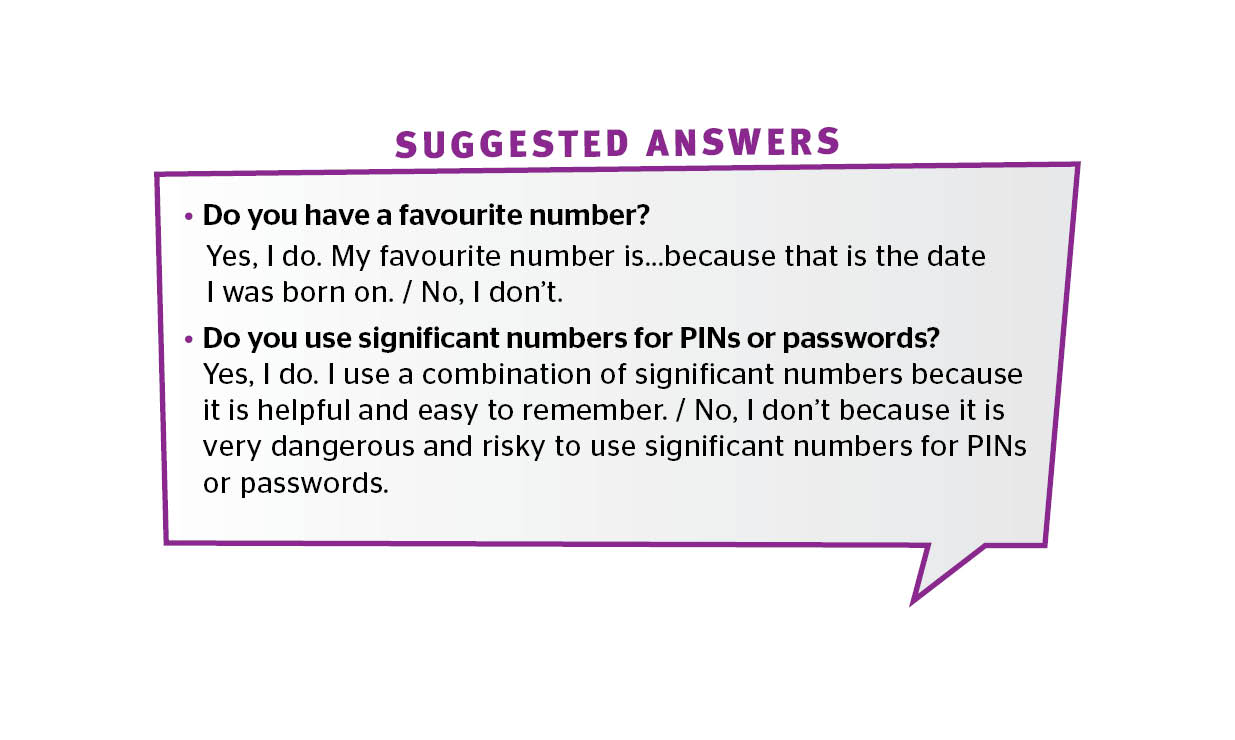 SUGGESTED ANSWERS
• Do you have a favourite number?
Yes, I do. My favourite number is...because that is the date
I was born on. / No, I don’t.
• Do you use significant numbers for PINs or passwords?
Yes, I do. I use a combination of significant numbers because
it is helpful and easy to remember. / No, I don’t because it is
very dangerous and risky to use significant numbers for PINs
or passwords.